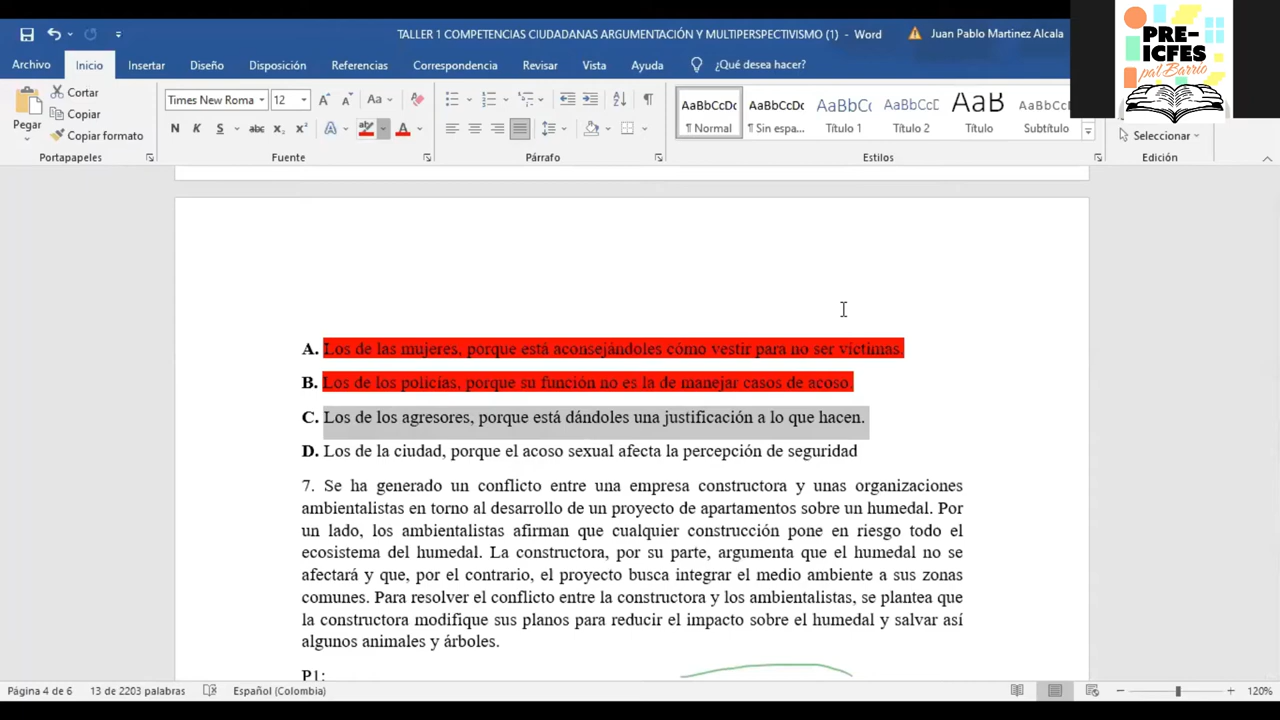 TALLER 1 COMPETENCIAS CIUDADANAS ARGUMENTACIÓN Y MULTIPERSPECTIVISMO (1) - Word
Juan Pablo Martinez Alcala
PRE-
ICFES
pa'l Barrio
Archivo Inicio Insertar Diseño Disposición Referencias Correspondencia Revisar Vista Ayuda ¿Qué desea hacer?
Pegar
Cortar
Copiar
Copiar formato
Portapapeles
Times New Roma 12
N K S abc x₂ x²
Fuente
Párrafo
AaBbCcDc AaBbCcDc AaBbC AaBbCcD AaB AaBbCcD
¶ Normal ¶ Sin espa... Título 1 Título 2 Título Subtítulo
Estilos
Seleccionar
Edición
A. Los de las mujeres, porque está aconsejándoles cómo vestir para no ser víctimas.
B. Los de los policías, porque su función no es la de manejar casos de acoso.
C. Los de los agresores, porque está dándoles una justificación a lo que hacen.
D. Los de la ciudad, porque el acoso sexual afecta la percepción de seguridad
7. Se ha generado un conflicto entre una empresa constructora y unas organizaciones
ambientalistas en torno al desarrollo de un proyecto de apartamentos sobre un humedal. Por
un lado, los ambientalistas afirman que cualquier construcción pone en riesgo todo el
ecosistema del humedal. La constructora, por su parte, argumenta que el humedal no se
afectará y que, por el contrario, el proyecto busca integrar el medio ambiente a sus zonas
comunes. Para resolver el conflicto entre la constructora y los ambientalistas, se plantea que
la constructora modifique sus planos para reducir el impacto sobre el humedal y salvar así
algunos animales y árboles.
P1:
Página 4 de 6 13 de 2203 palabras Español (Colombia) 120%